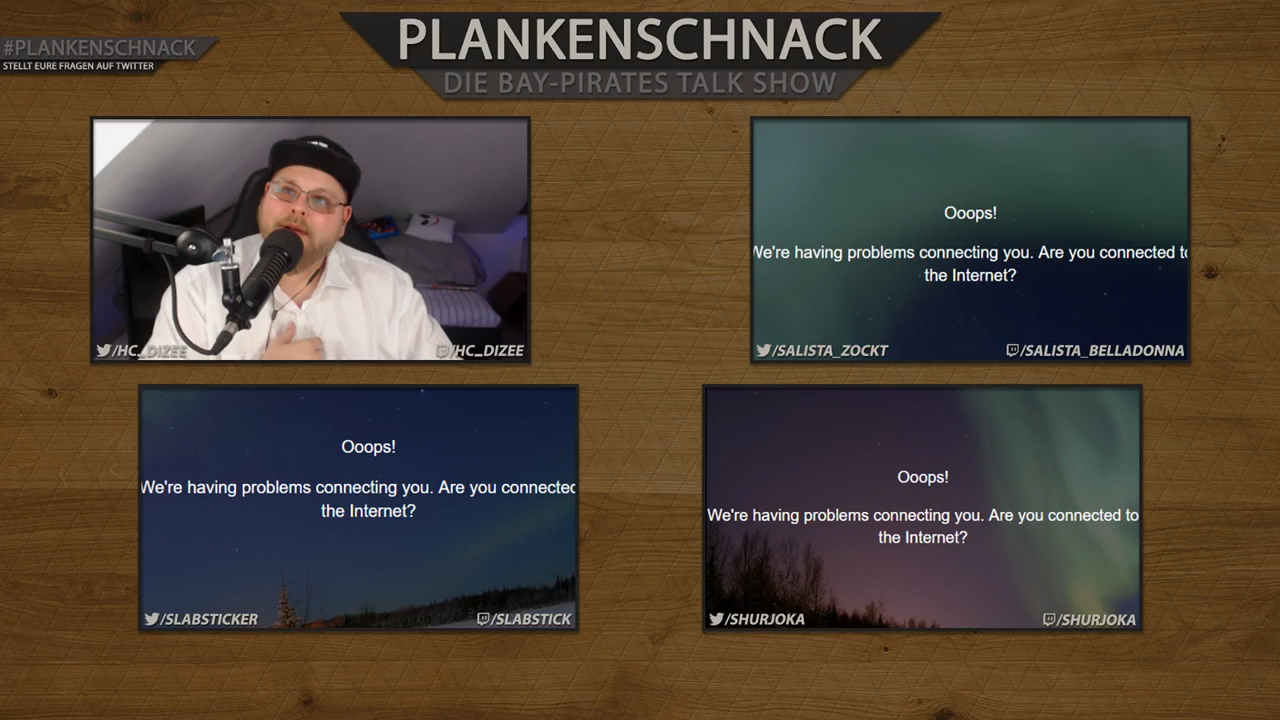 PLANKENSCHNACK
DIE BAY-PIRATES TALK SHOW
#PLANKENSCHNACK
STELLT EURE FRAGEN AUF TWITTER
/HC_DIZEE
/HC_DIZEE
Ooops!
We're having problems connecting you. Are you connected to
the Internet?
/SALISTA_ZOCKT
/SALISTA_BELLADONNA
Ooops!
We're having problems connecting you. Are you connected
the Internet?
/SLABSTICKER
/SLABSTICK
Ooops!
We're having problems connecting you. Are you connected to
the Internet?
/SHURJOKA
/SHURJOKA